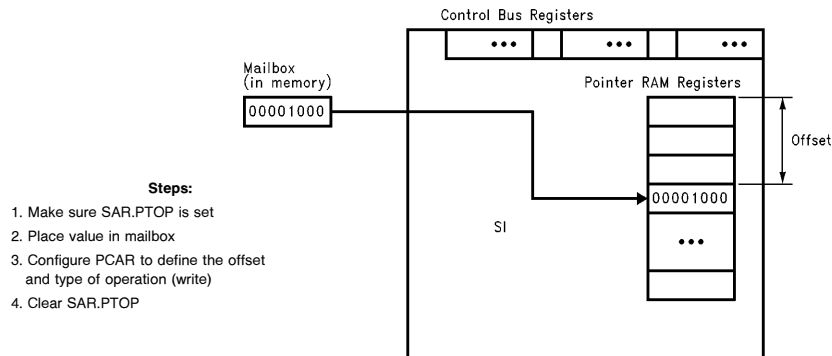 Control Bus Registers
••• ••• •••
Mailbox
(in memory)
Pointer RAM Registers
00001000
Offset
Steps:
1. Make sure SAR.PTOP is set
00001000
2. Place value in mailbox
SI
3. Configure PCAR to define the offset
and type of operation (write)
•••
4. Clear SAR.PTOP